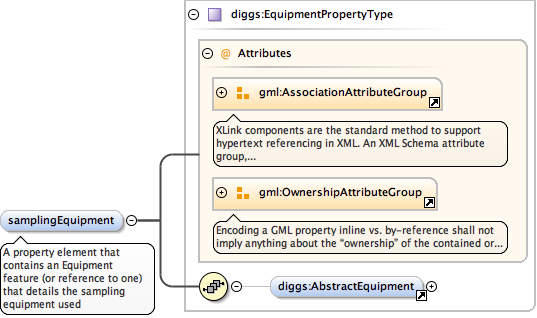 diggs:EquipmentPropertyType
@ Attributes
gml:AssociationAttributeGroup
XLink components are the standard method to support
hypertext referencing in XML. An XML Schema attribute
group,...
gml:OwnershipAttributeGroup
Encoding a GML property inline vs. by-reference shall not
imply anything about the “ownership” of the contained or...
samplingEquipment
A property element that
contains an Equipment
feature (or reference to one)
that details the sampling
equipment used
diggs:AbstractEquipment